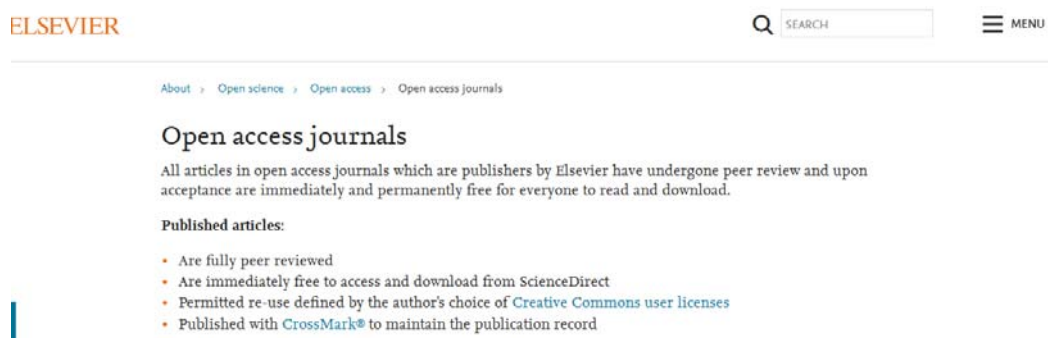 ELSEVIER
SEARCH
MENU
About > Open science > Open access > Open access journals
Open access journals
All articles in open access journals which are publishers by Elsevier have undergone peer review and upon
acceptance are immediately and permanently free for everyone to read and download.
Published articles:
• Are fully peer reviewed
• Are immediately free to access and download from ScienceDirect
• Permitted re-use defined by the author's choice of Creative Commons user licenses
• Published with CrossMark® to maintain the publication record